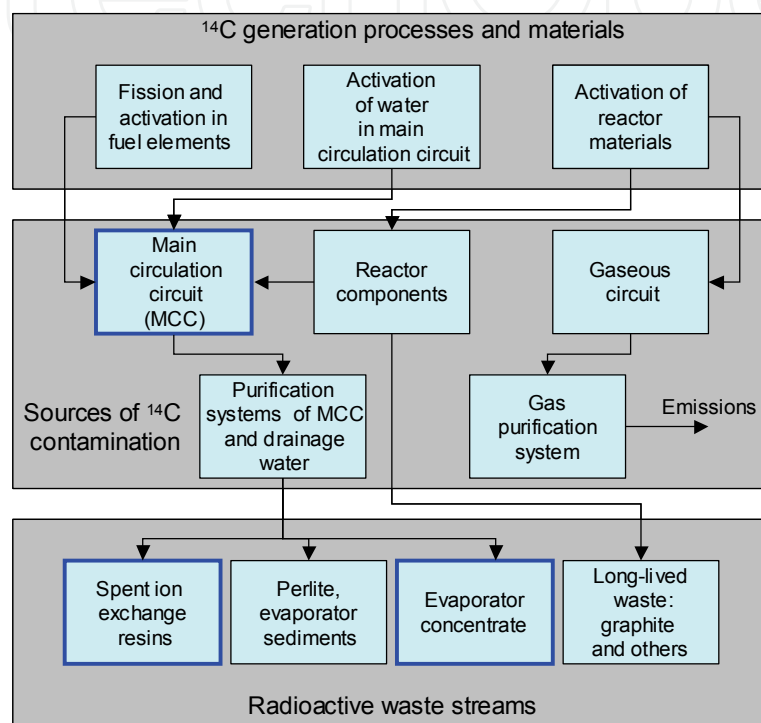 ¹⁴C generation processes and materials
Fission and
activation in
fuel elements
Activation
of water
in main
circulation circuit
Activation of
reactor
materials
Main
circulation
circuit
(MCC)
Reactor
components
Gaseous
circuit
Sources of ¹⁴C
contamination
Purification
systems of MCC
and drainage
water
Gas
purification
system
Emissions
Spent ion
exchange
resins
Perlite,
evaporator
sediments
Evaporator
concentrate
Long-lived
waste:
graphite
and others
Radioactive waste streams